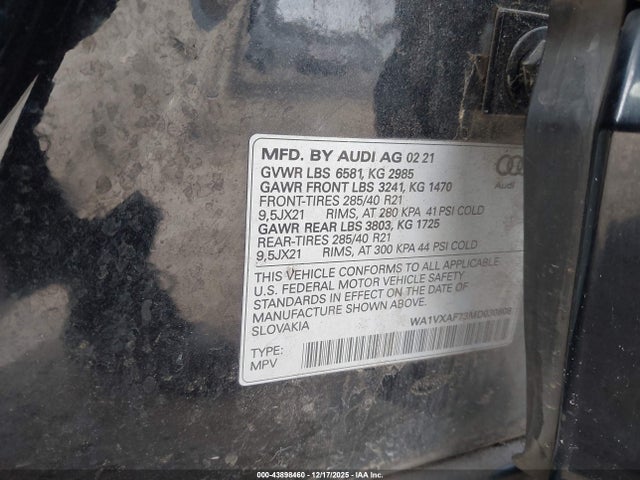 MFD. BY AUDI AG 02 21
GVWR LBS 6581, KG 2985
GAWR FRONT LBS 3241, KG 1470
FRONT-TIRES 285/40 R21
9,5JX21 RIMS, AT 280 KPA 41 PSI COLD
GAWR REAR LBS 3803, KG 1725
REAR-TIRES 285/40 R21
9,5JX21 RIMS, AT 300 KPA 44 PSI COLD
THIS VEHICLE CONFORMS TO ALL APPLICABLE
U.S. FEDERAL MOTOR VEHICLE SAFETY
STANDARDS IN EFFECT ON THE DATE OF
MANUFACTURE SHOWN ABOVE.
SLOVAKIA
WA1VXAF73MD030808
TYPE:
MPV
Audi
000-43898460 - 12/17/2025 - IAAI.com